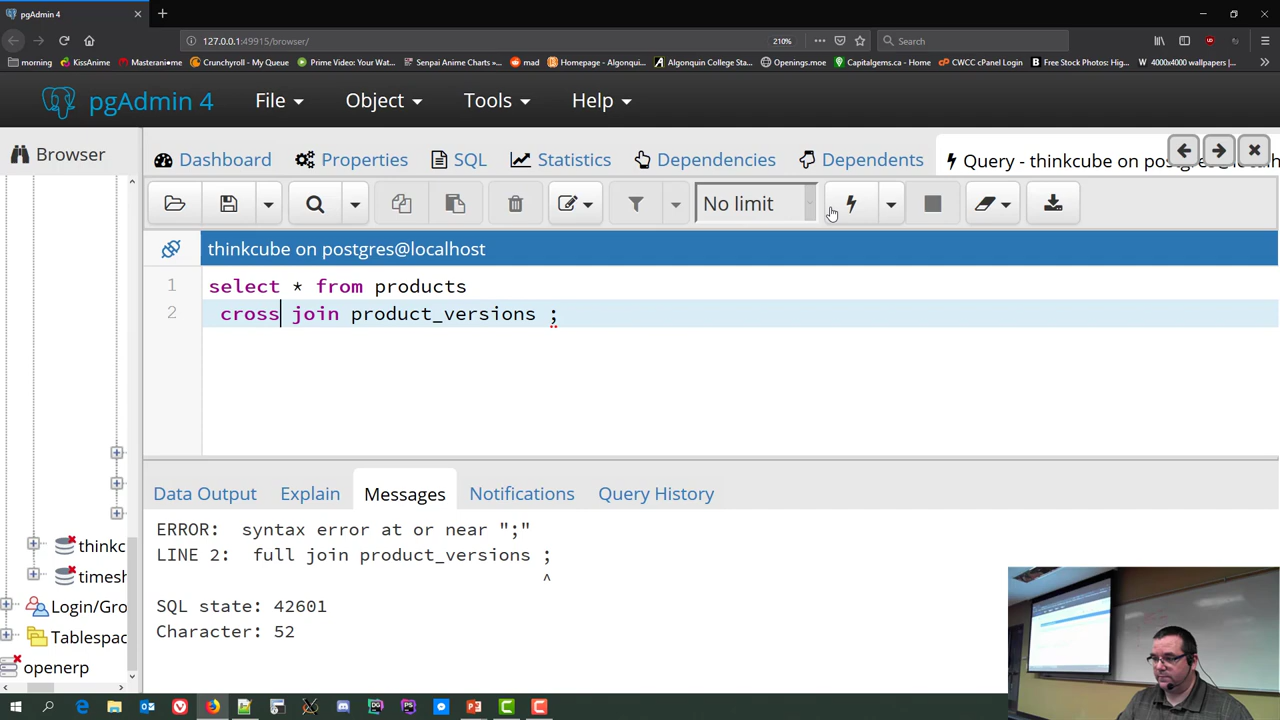 pgAdmin 4
127.0.0.1:49915/browser/
210%
Search
morning
KissAnime
Masterani●me
Crunchyroll - My Queue
Prime Video: Your Wat...
Senpai Anime Charts »...
mad
Homepage - Algonqui...
Algonquin College Sta...
Openings.moe
Capitalgems.ca - Home
CWCC cPanel Login
Free Stock Photos: Hig...
4000x4000 wallpapers |...
pgAdmin 4
File
Object
Tools
Help
Browser
Dashboard
Properties
SQL
Statistics
Dependencies
Dependents
Query - thinkcube on postgres@local
No limit
thinkcube on postgres@localhost
1 select * from products
2 cross join product_versions ;
Data Output
Explain
Messages
Notifications
Query History
ERROR: syntax error at or near ";"
LINE 2: full join product_versions ;
^
SQL state: 42601
Character: 52
thinkc
timesh
Login/Gro
Tablespac
openerp